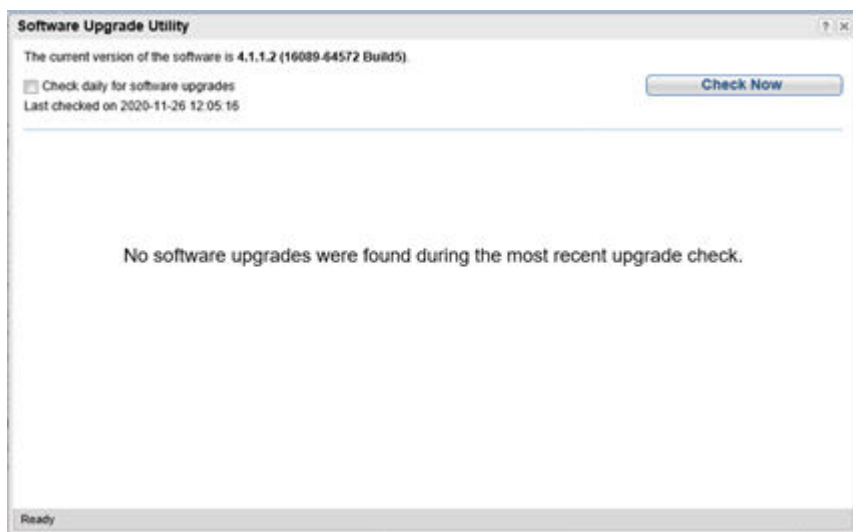 Software Upgrade Utility
The current version of the software is 4.1.1.2 (16089-64572 Build5).
Check daily for software upgrades
Check Now
Last checked on 2020-11-26 12:05:16
No software upgrades were found during the most recent upgrade check.
Ready